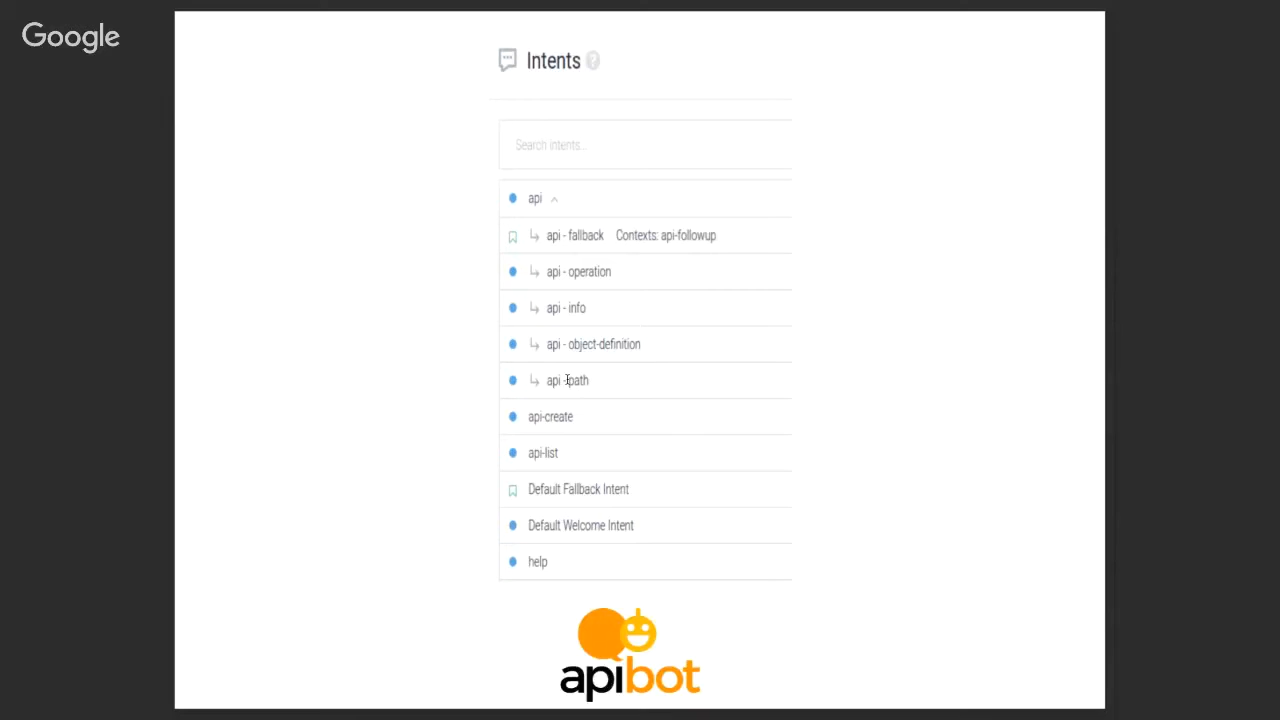 Google
Intents ?
Search intents...
api
api - fallback Contexts: api-followup
api - operation
api - info
api - object-definition
api - path
api-create
api-list
Default Fallback Intent
Default Welcome Intent
help
apibot